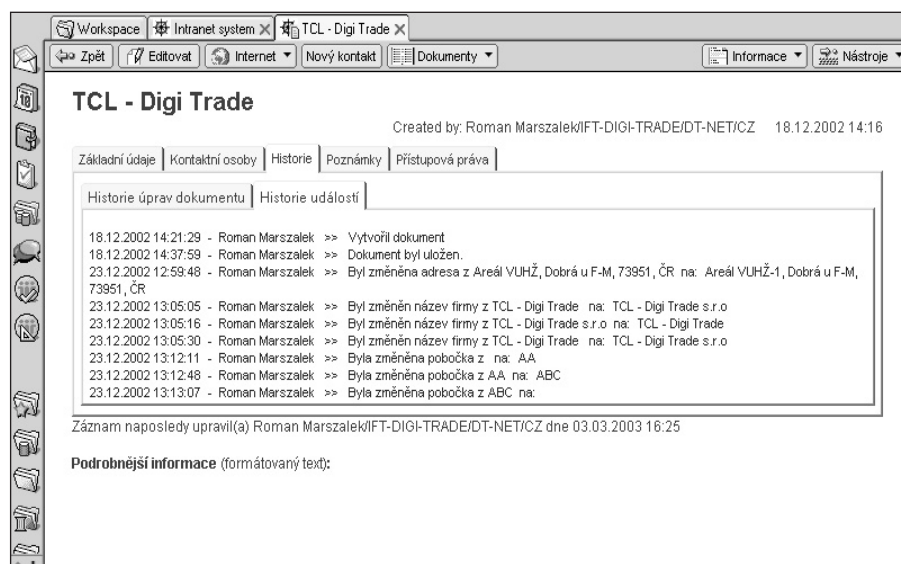 Workspace Intranet system TCL - Digi Trade
Zpět Editovat Internet Nový kontakt Dokumenty Informace Nástroje
TCL - Digi Trade
Created by: Roman Marszalek/IFT-DIGI-TRADE/DT-NET/CZ 18.12.2002 14:16
Základní údaje Kontaktní osoby Historie Poznámky Přístupová práva
Historie úprav dokumentu Historie událostí
18.12.2002 14:21:29 - Roman Marszalek >> Vytvořil dokument
18.12.2002 14:37:59 - Roman Marszalek >> Dokument byl uložen.
23.12.2002 12:59:48 - Roman Marszalek >> Byl změněna adresa z Areál VUHŽ, Dobrá u F-M, 73951, ČR na: Areál VUHŽ-1, Dobrá u F-M,
73951, ČR
23.12.2002 13:05:05 - Roman Marszalek >> Byl změněn název firmy z TCL - Digi Trade na: TCL - Digi Trade s.r.o
23.12.2002 13:05:16 - Roman Marszalek >> Byl změněn název firmy z TCL - Digi Trade s.r.o na: TCL - Digi Trade
23.12.2002 13:05:30 - Roman Marszalek >> Byl změněn název firmy z TCL - Digi Trade na: TCL - Digi Trade s.r.o
23.12.2002 13:12:11 - Roman Marszalek >> Byla změněna pobočka z na: AA
23.12.2002 13:12:48 - Roman Marszalek >> Byla změněna pobočka z AA na: ABC
23.12.2002 13:13:07 - Roman Marszalek >> Byla změněna pobočka z ABC na:
Záznam naposledy upravil(a) Roman Marszalek/IFT-DIGI-TRADE/DT-NET/CZ dne 03.03.2003 16:25
Podrobnější informace (formátovaný text):